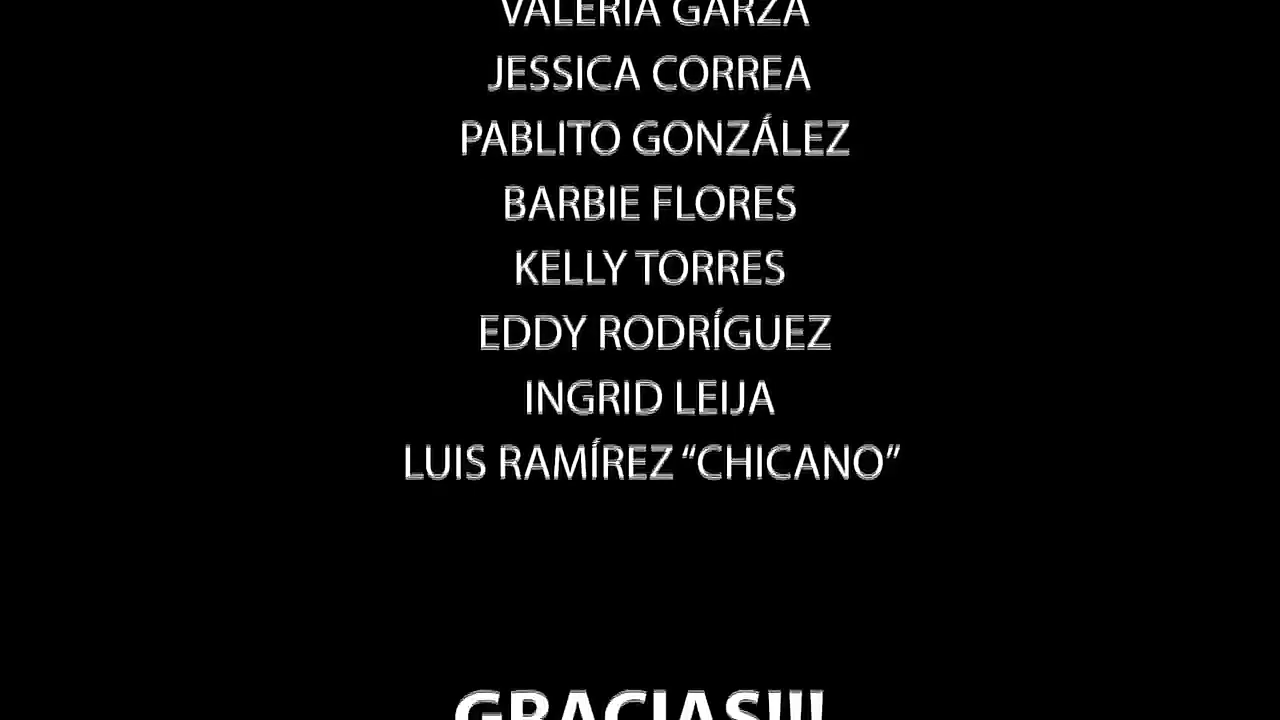 VALERIA GARZA
JESSICA CORREA
PABLITO GONZÁLEZ
BARBIE FLORES
KELLY TORRES
EDDY RODRÍGUEZ
INGRID LEIJA
LUIS RAMÍREZ “CHICANO”
GRACIAS!!!